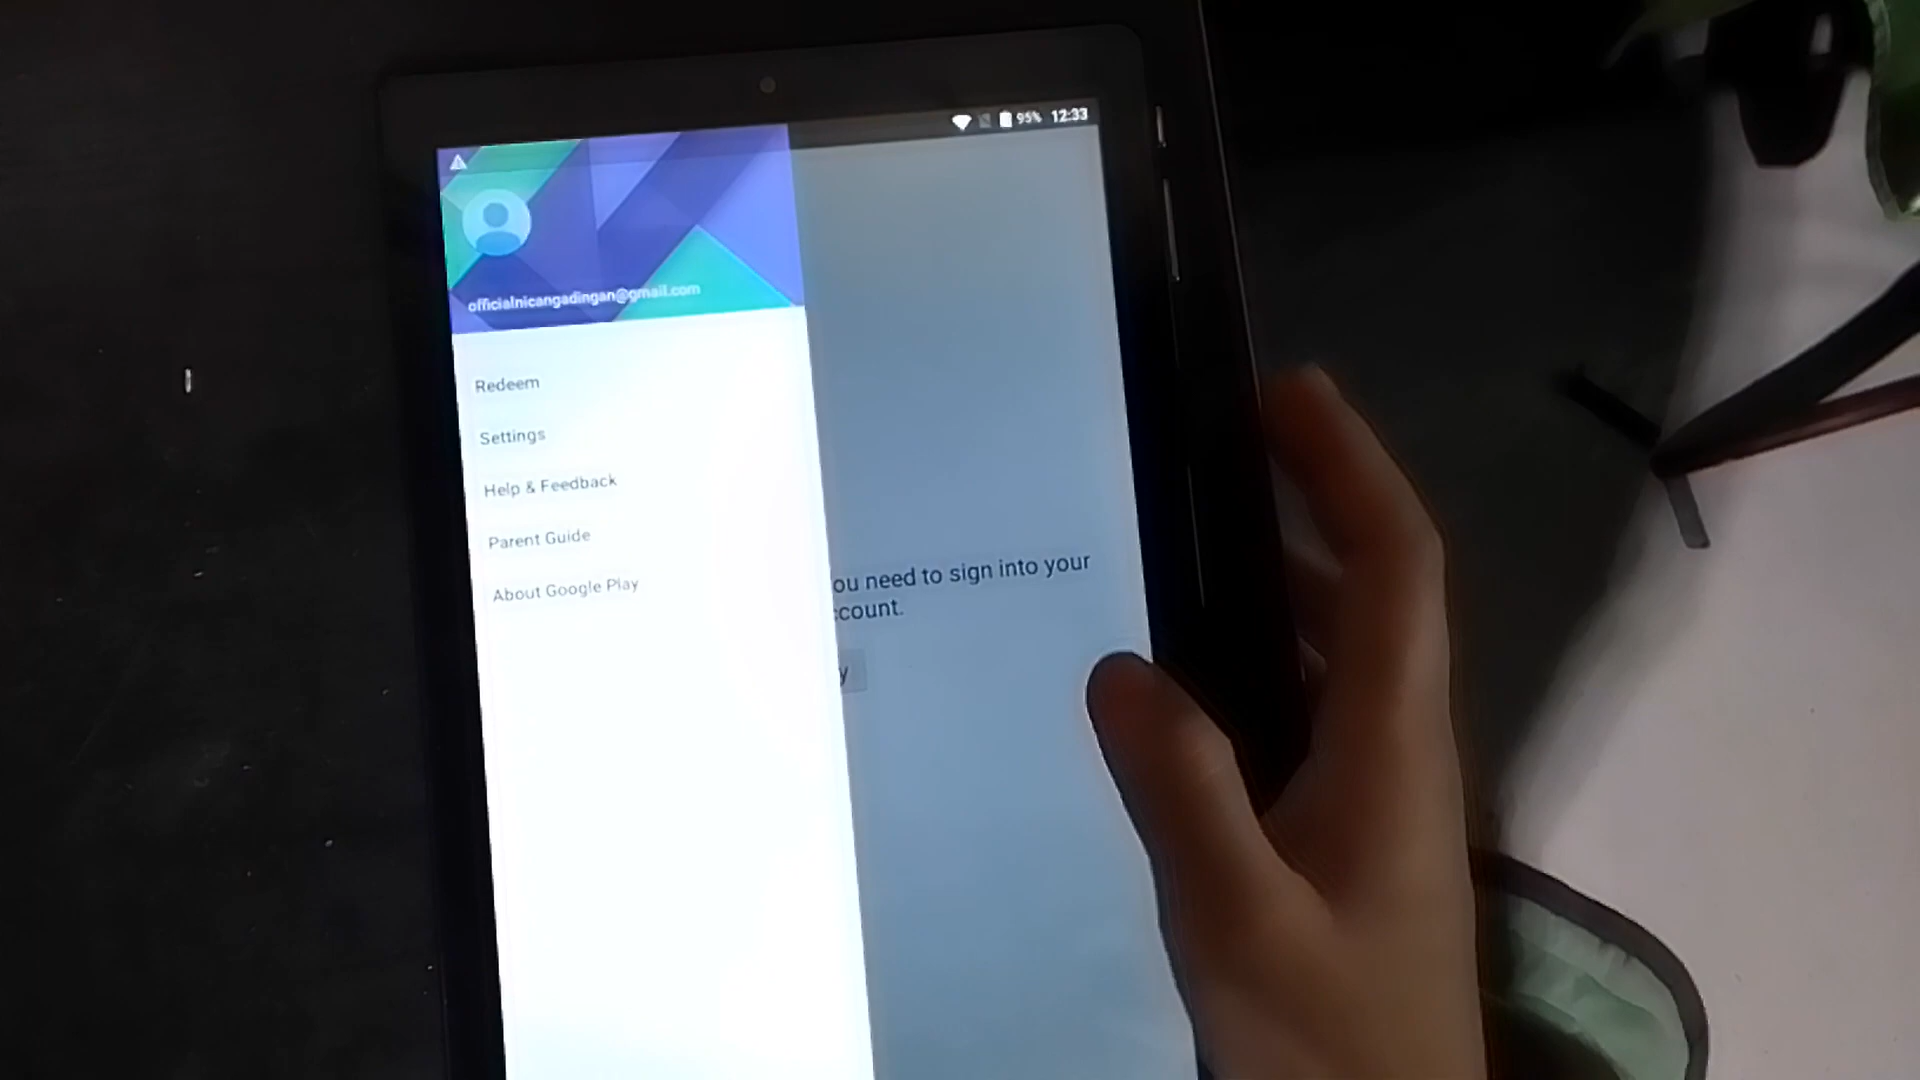 95% 12:33
officialnicangadingan@gmail.com
Redeem
Settings
Help & Feedback
Parent Guide
About Google Play
ou need to sign into your
count.
y